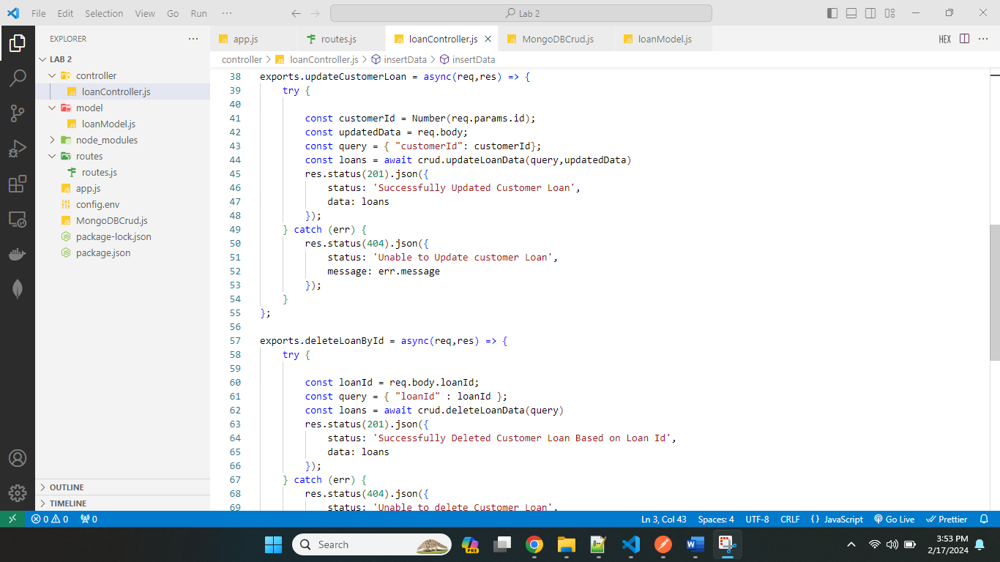 File Edit Selection View Go Run ··· Lab 2
EXPLORER ···
LAB 2
controller
loanController.js
model
loanModel.js
node_modules
routes
routes.js
app.js
config.env
MongoDBCrud.js
package-lock.json
package.json
OUTLINE
TIMELINE
app.js routes.js loanController.js MongoDBCrud.js loanModel.js HEX ···
controller > loanController.js > insertData > insertData
38 exports.updateCustomerLoan = async(req,res) => {
39     try {
40
41         const customerId = Number(req.params.id);
42         const updatedData = req.body;
43         const query = { "customerId": customerId};
44         const loans = await crud.updateLoanData(query,updatedData)
45         res.status(201).json({
46             status: 'Successfully Updated Customer Loan',
47             data: loans
48         });
49     } catch (err) {
50         res.status(404).json({
51             status: 'Unable to Update customer Loan',
52             message: err.message
53         });
54     }
55 };
56
57 exports.deleteLoanById = async(req,res) => {
58     try {
59
60         const loanId = req.body.loanId;
61         const query = { "loanId" : loanId };
62         const loans = await crud.deleteLoanData(query)
63         res.status(201).json({
64             status: 'Successfully Deleted Customer Loan Based on Loan Id',
65             data: loans
66         });
67     } catch (err) {
68         res.status(404).json({
69             status: 'Unable to delete Customer Loan',
0 0 0 Ln 3, Col 43 Spaces: 4 UTF-8 CRLF {} JavaScript Go Live Prettier
Search PRE 3:53 PM
2/17/2024